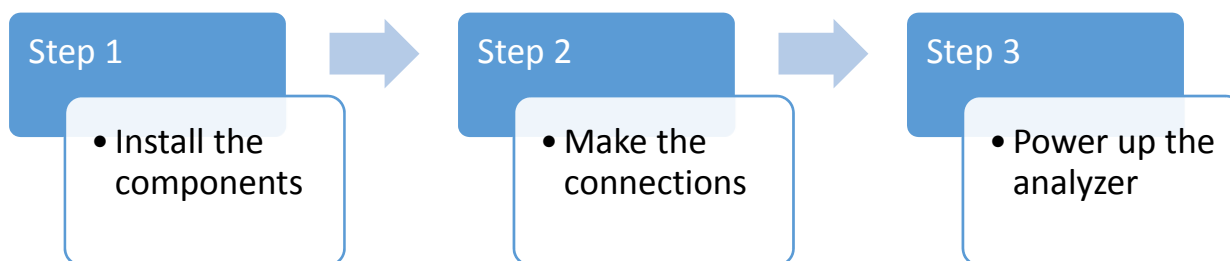 Step 1
• Install the
components
Step 2
• Make the
connections
Step 3
• Power up the
analyzer